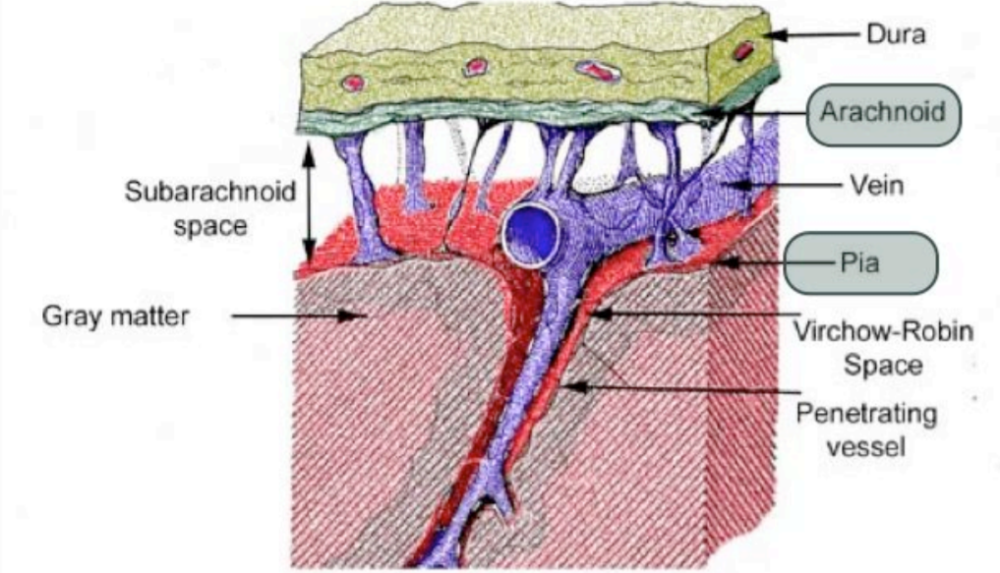 Dura
Arachnoid
Subarachnoid
space
Vein
Pia
Gray matter
Virchow-Robin
Space
Penetrating
vessel